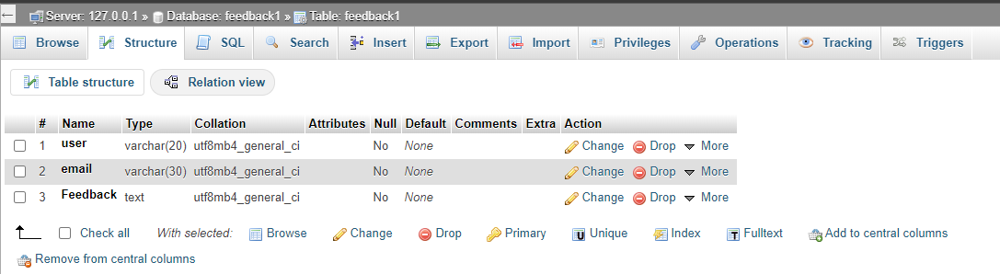 Server: 127.0.0.1 » Database: feedback1 » Table: feedback1
Browse Structure SQL Search Insert Export Import Privileges Operations Tracking Triggers
Table structure Relation view
# Name Type Collation Attributes Null Default Comments Extra Action
1 user varchar(20) utf8mb4_general_ci No None Change Drop More
2 email varchar(30) utf8mb4_general_ci No None Change Drop More
3 Feedback text utf8mb4_general_ci No None Change Drop More
Check all With selected: Browse Change Drop Primary Unique Index Fulltext Add to central columns
Remove from central columns